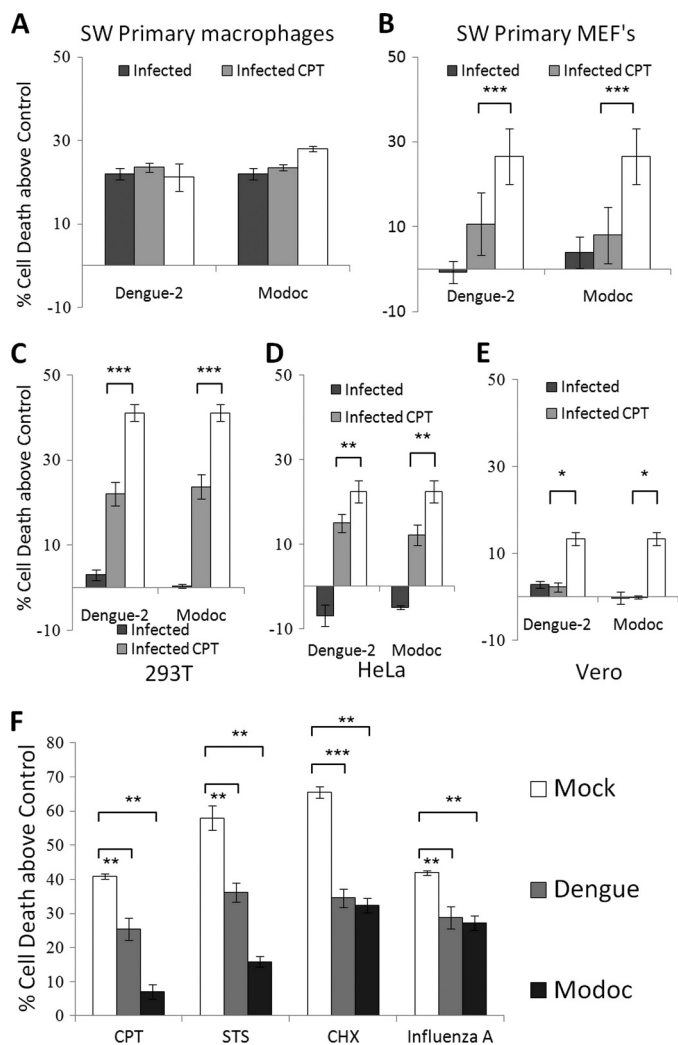 A
SW Primary macrophages
Infected
Infected CPT
% Cell Death above Control
50
30
10
-10
Dengue-2
Modoc
B
SW Primary MEF's
Infected
Infected CPT
***
***
50
30
10
-10
Dengue-2
Modoc
C
% Cell Death above Control
50
30
10
-10
***
***
Dengue-2
Modoc
Infected
Infected CPT
293T
D
Infected
Infected CPT
50
30
10
-10
**
**
Dengue-2
Modoc
HeLa
E
Infected
Infected CPT
50
30
10
-10
*
*
Dengue-2
Modoc
Vero
F
% Cell Death above Control
80
70
60
50
40
30
20
10
0
**
**
**
**
**
***
**
**
CPT
STS
CHX
Influenza A
Mock
Dengue
Modoc